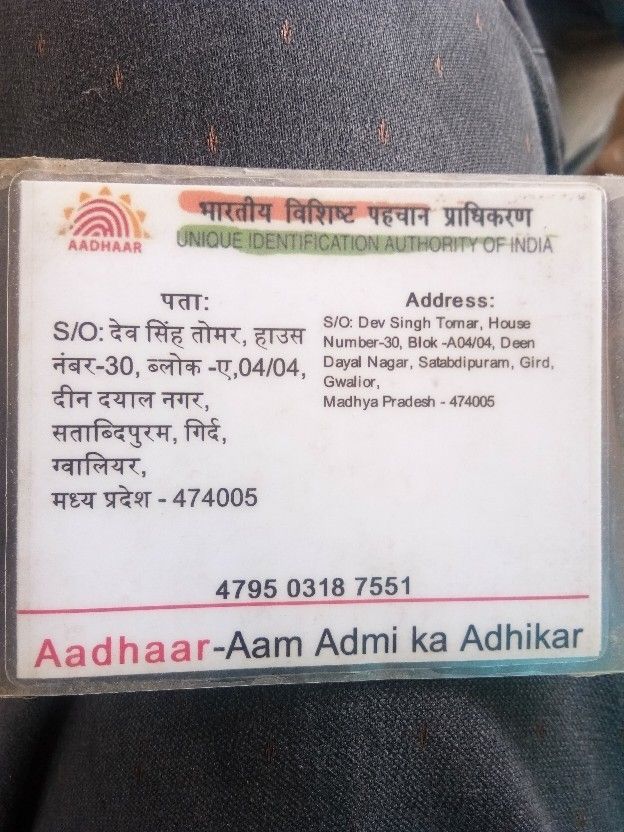 AADHAAR
भारतीय विशिष्ट पहचान प्राधिकरण
UNIQUE IDENTIFICATION AUTHORITY OF INDIA
पता:
S/O: देव सिंह तोमर, हाउस
नंबर-30, ब्लोक -ए,04/04,
दीन दयाल नगर,
सताब्दिपुरम, गिर्द,
ग्वालियर,
मध्य प्रदेश - 474005
Address:
S/O: Dev Singh Tomar, House
Number-30, Blok -A04/04, Deen
Dayal Nagar, Satabdipuram, Gird,
Gwalior,
Madhya Pradesh - 474005
4795 0318 7551
Aadhaar-Aam Admi ka Adhikar